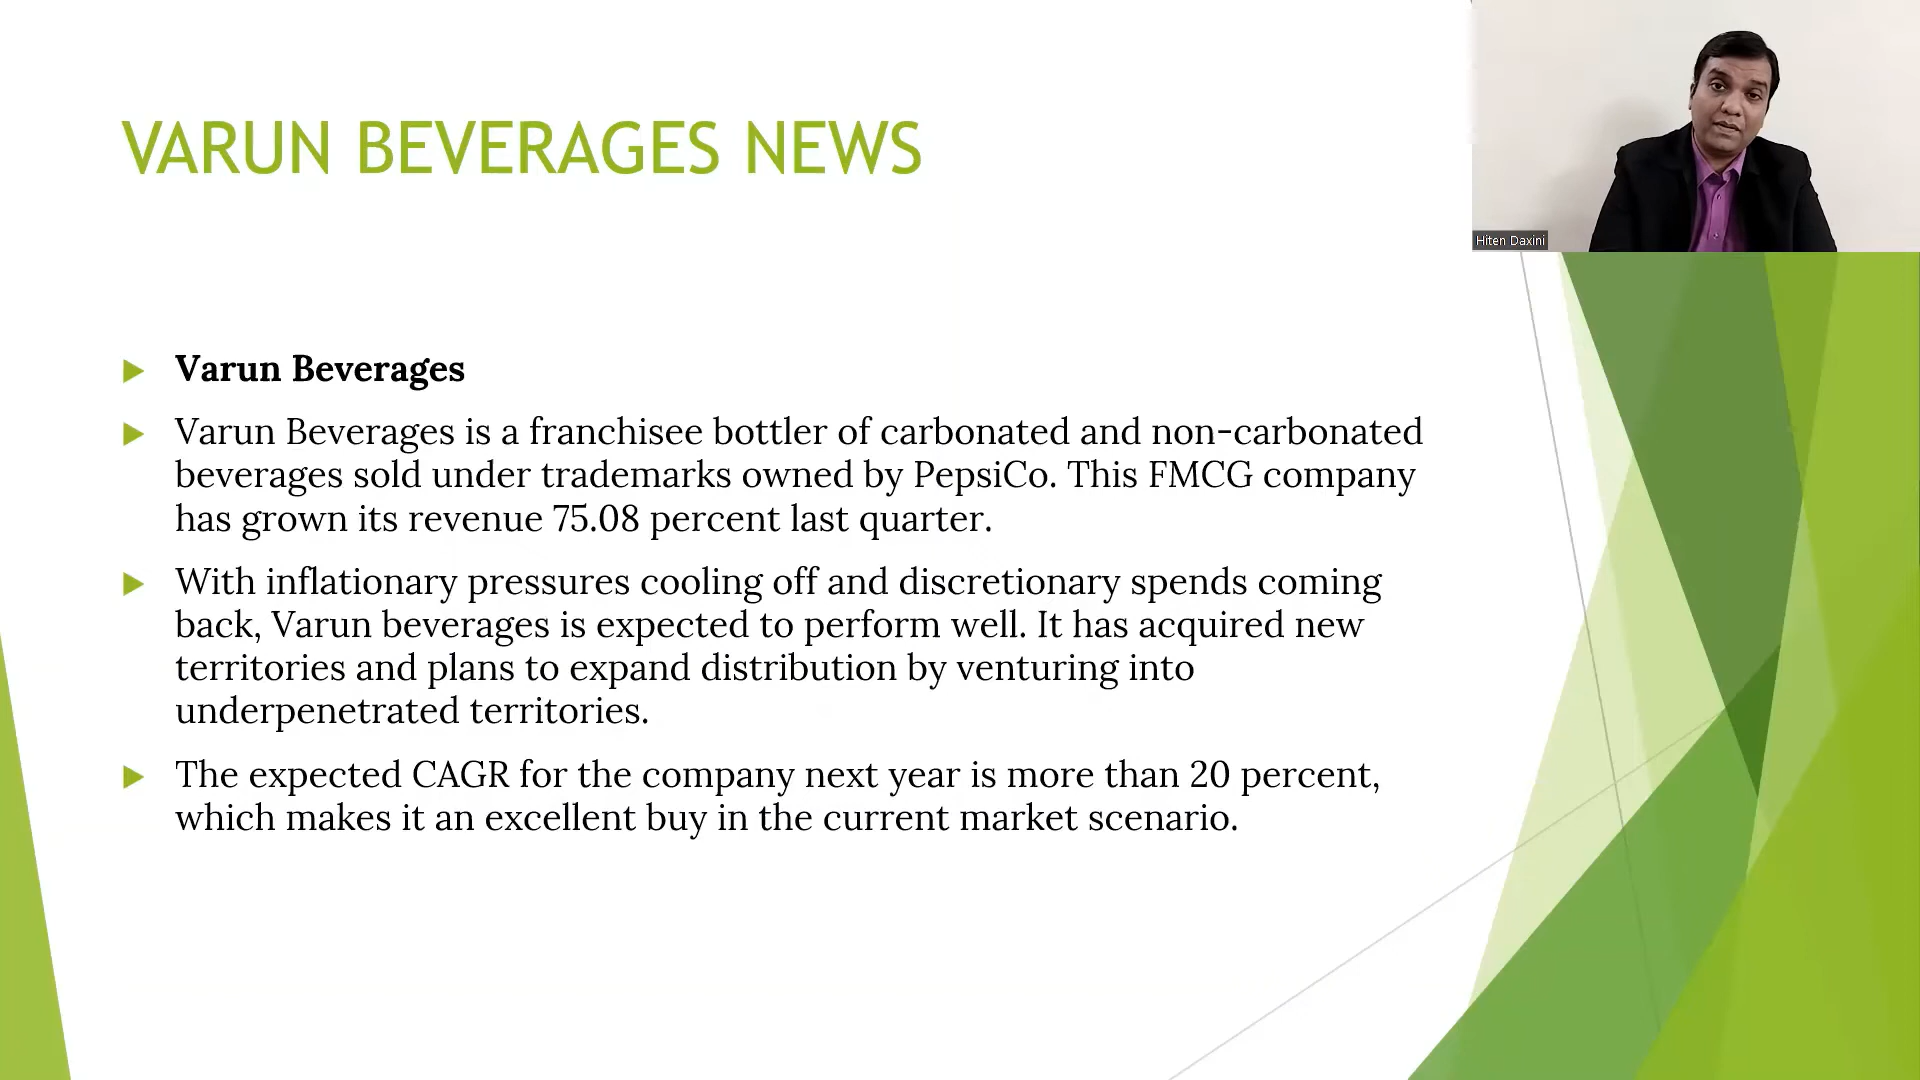 VARUN BEVERAGES NEWS
Hiten Daxini
Varun Beverages
Varun Beverages is a franchisee bottler of carbonated and non-carbonated
beverages sold under trademarks owned by PepsiCo. This FMCG company
has grown its revenue 75.08 percent last quarter.
With inflationary pressures cooling off and discretionary spends coming
back, Varun beverages is expected to perform well. It has acquired new
territories and plans to expand distribution by venturing into
underpenetrated territories.
The expected CAGR for the company next year is more than 20 percent,
which makes it an excellent buy in the current market scenario.